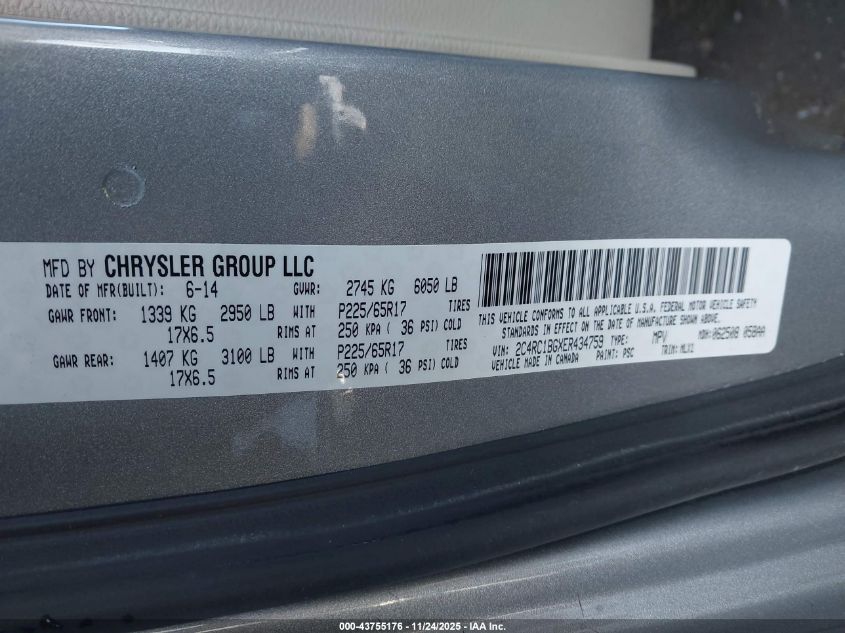 MFD BY CHRYSLER GROUP LLC
DATE OF MFR(BUILT): 6-14 GVWR: 2745 KG 6050 LB
GAWR FRONT: 1339 KG 2950 LB WITH P225/65R17 TIRES
17X6.5 RIMS AT 250 KPA ( 36 PSI) COLD
GAWR REAR: 1407 KG 3100 LB WITH P225/65R17 TIRES
17X6.5 RIMS AT 250 KPA ( 36 PSI) COLD
THIS VEHICLE CONFORMS TO ALL APPLICABLE U.S.A. FEDERAL MOTOR VEHICLE SAFETY
STANDARDS IN EFFECT ON THE DATE OF MANUFACTURE SHOWN ABOVE.
VIN: 2C4RC1BGXER434759 TYPE: MPV MDH: 062508 058AA
VEHICLE MADE IN CANADA PAINT: PSC TRIM: MLX1
000-43755176 - 11/24/2025 - IAA Inc.